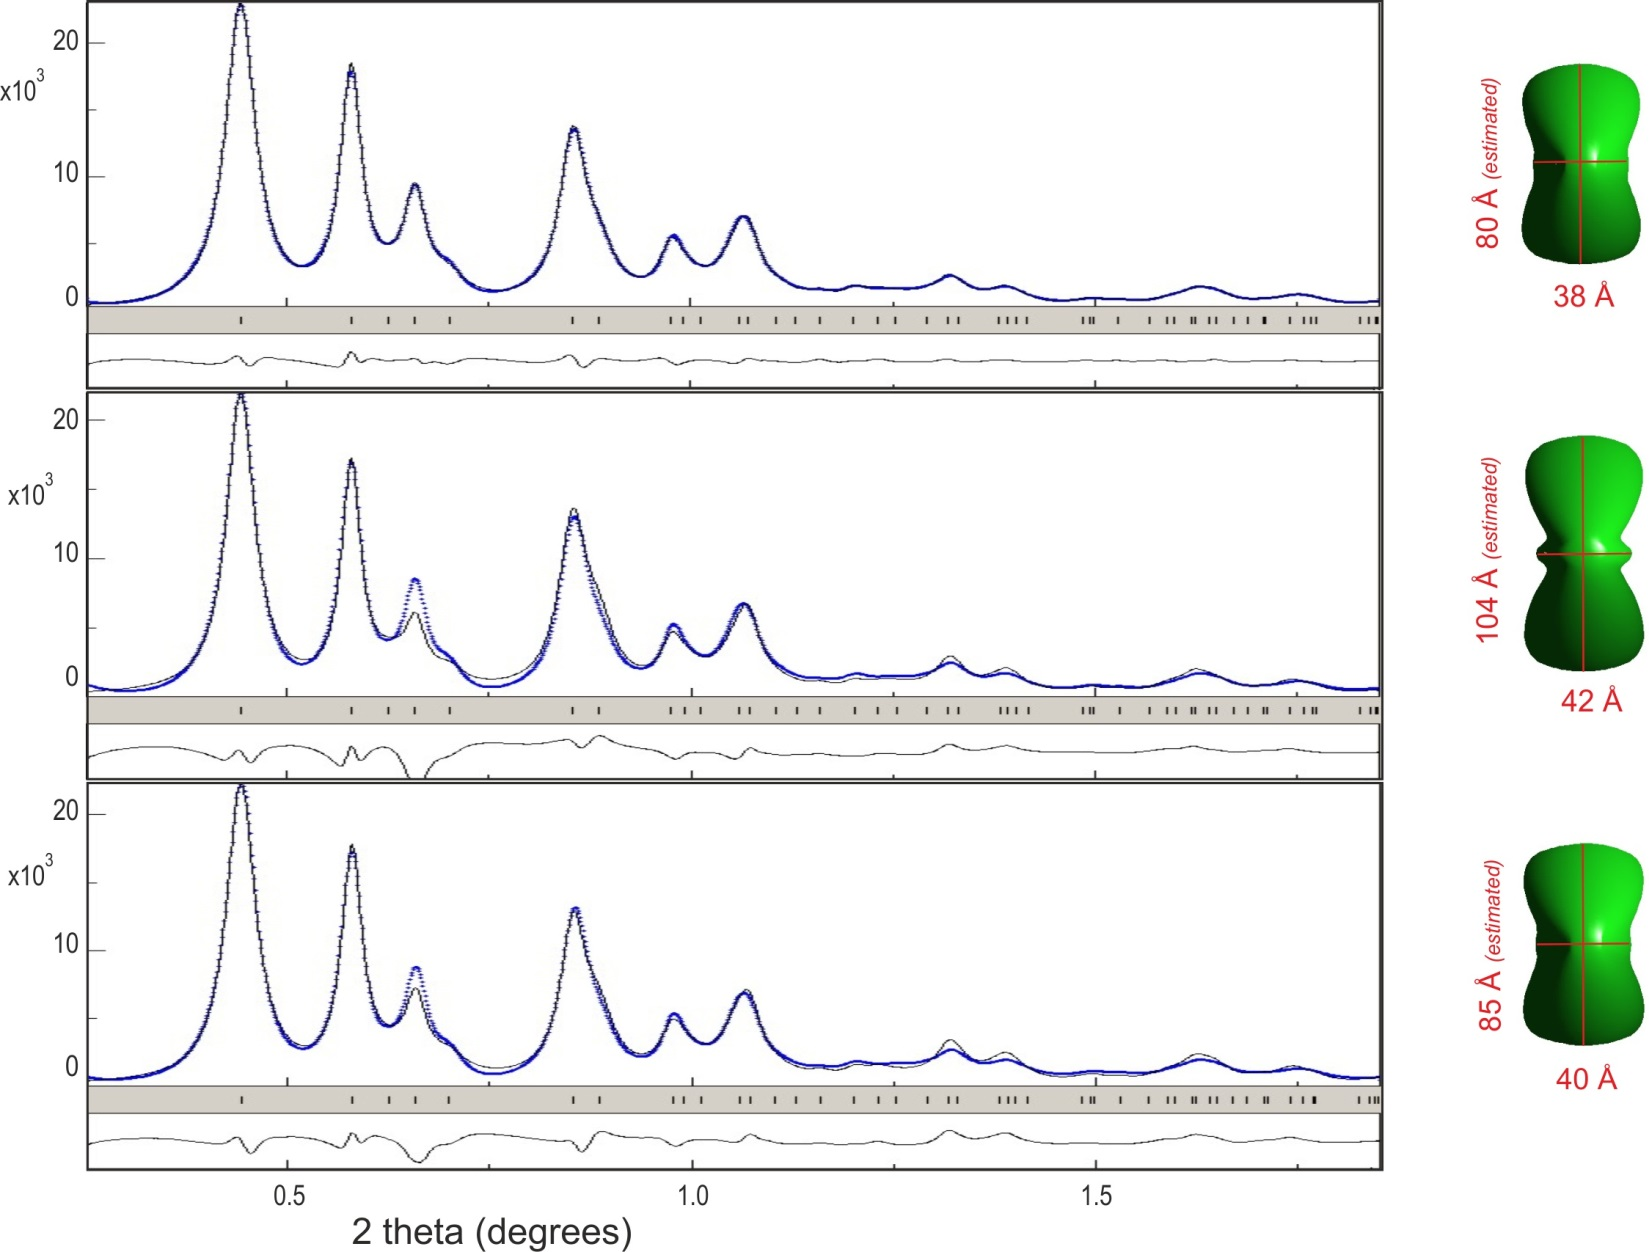 20
x10³
10
0
80 Å (estimated)
38 Å
20
x10³
10
0
104 Å (estimated)
42 Å
20
x10³
10
0
85 Å (estimated)
40 Å
0.5 1.0 1.5
2 theta (degrees)